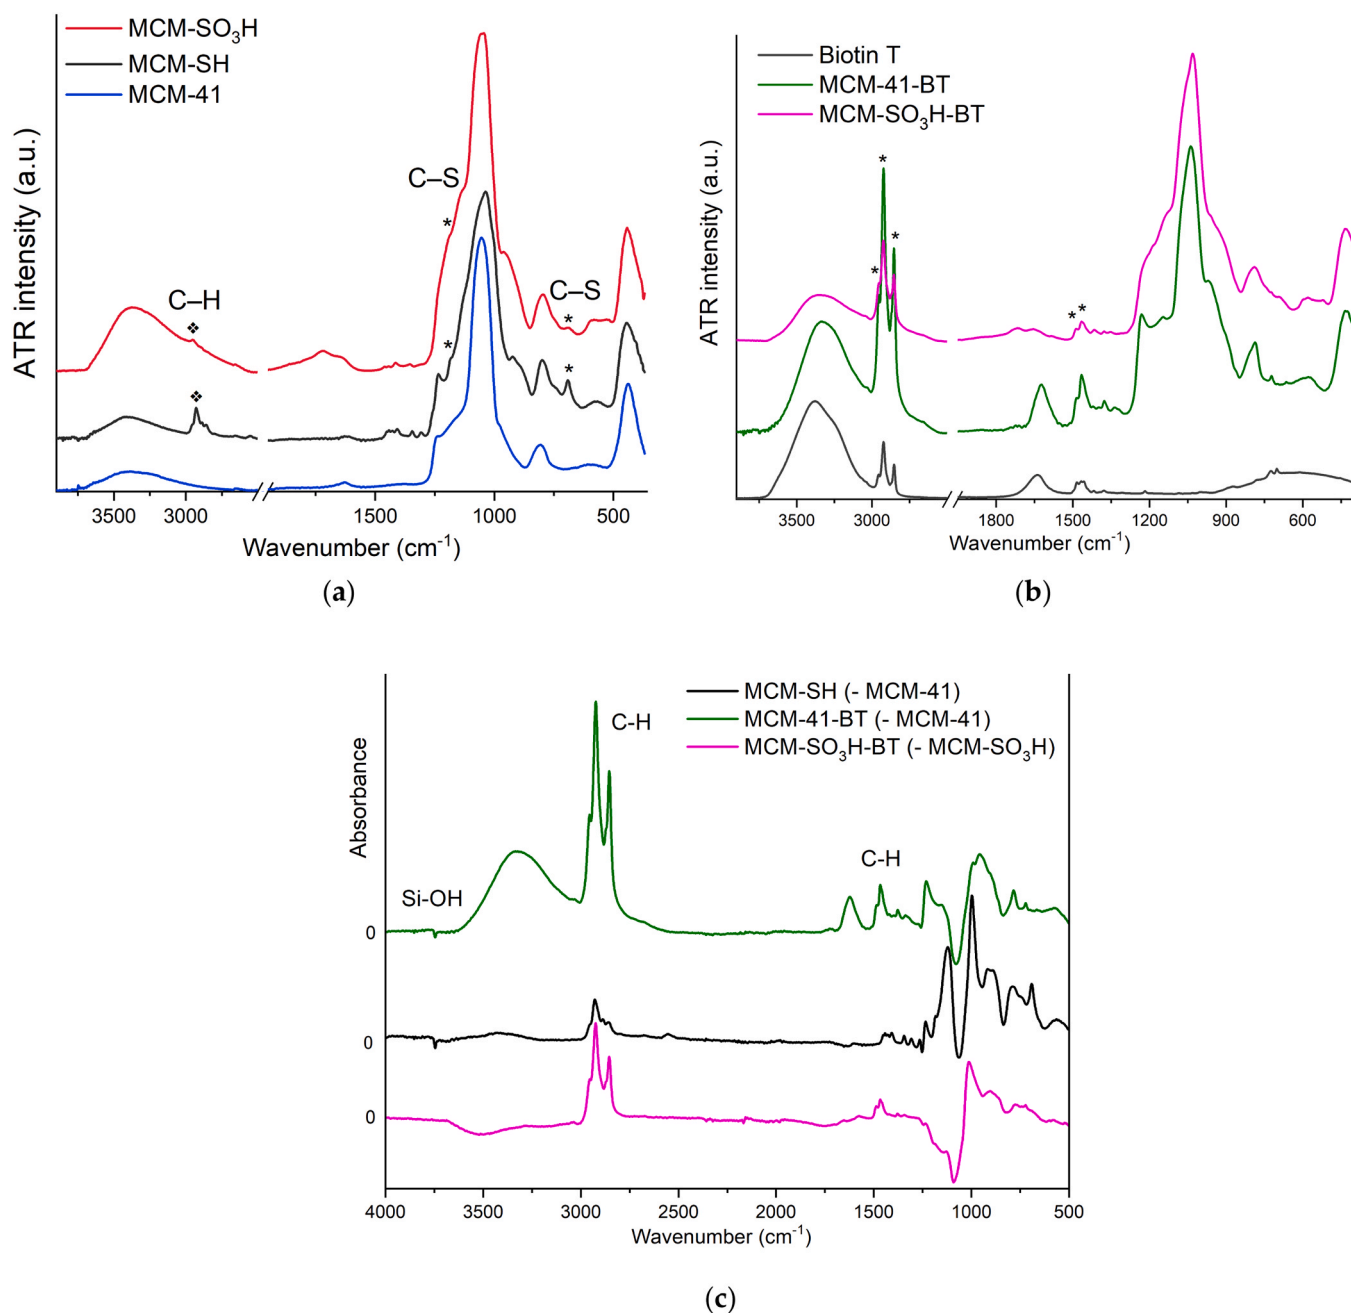 MCM-SO₃H
MCM-SH
MCM-41
C–S
*
C–H
❖
*
C–S
*
❖
*
ATR intensity (a.u.)
3500 3000 1500 1000 500
Wavenumber (cm⁻¹)
(a)
Biotin T
MCM-41-BT
MCM-SO₃H-BT
*
*
*
* *
ATR intensity (a.u.)
3500 3000 1800 1500 1200 900 600
Wavenumber (cm⁻¹)
(b)
MCM-SH (- MCM-41)
MCM-41-BT (- MCM-41)
MCM-SO₃H-BT (- MCM-SO₃H)
C-H
C-H
Si-OH
0
0
0
Absorbance
4000 3500 3000 2500 2000 1500 1000 500
Wavenumber (cm⁻¹)
(c)